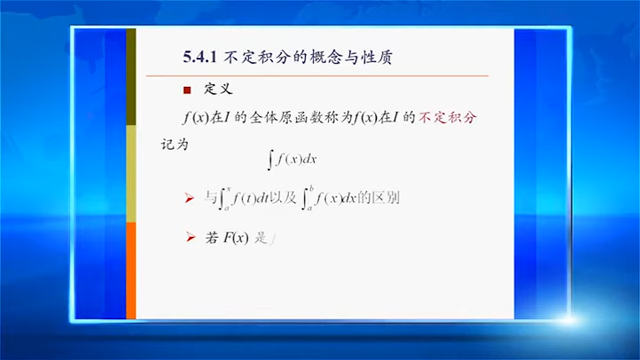 5.4.1 不定积分的概念与性质
定义
f(x)在I 的全体原函数称为f(x)在I 的不定积分
记为
∫f(x)dx
与∫ₐˣf(t)dt以及∫ₐᵇf(x)dx的区别
若 F(x) 是